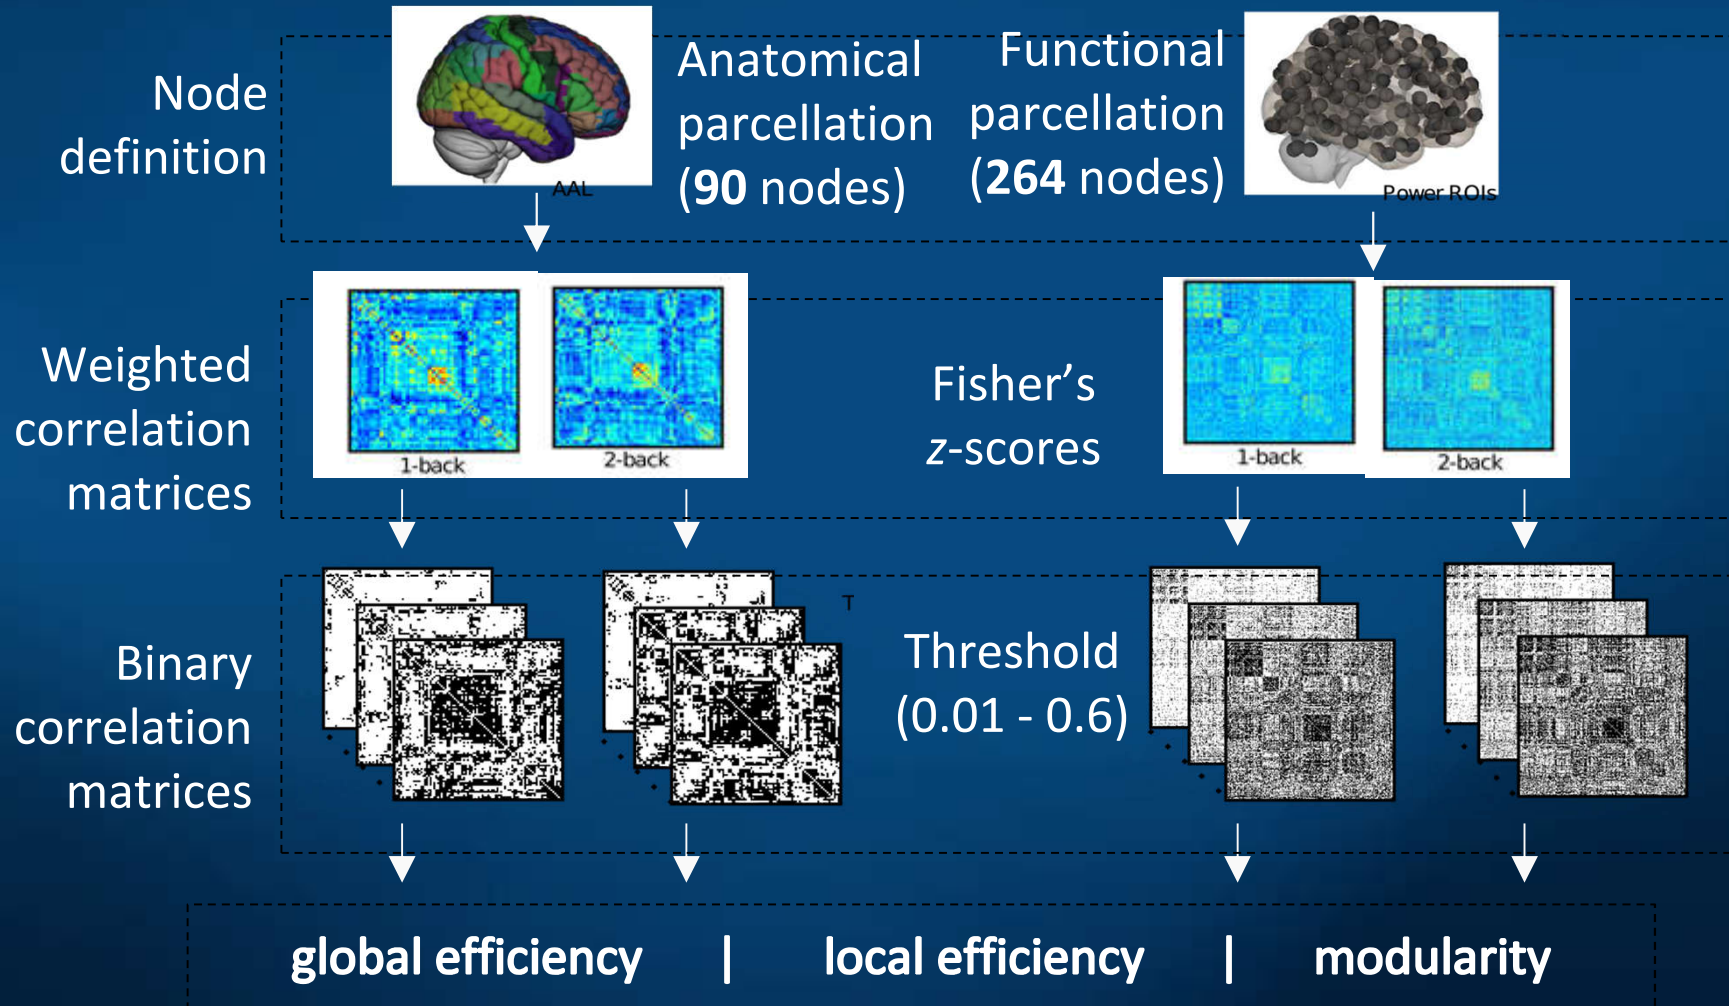 Node
definition
AAL
Anatomical
parcellation
(90 nodes)
Functional
parcellation
(264 nodes)
Power ROIs
Weighted
correlation
matrices
1-back
2-back
Fisher’s
z-scores
1-back
2-back
Binary
correlation
matrices
T
Threshold
(0.01 - 0.6)
global efficiency | local efficiency | modularity